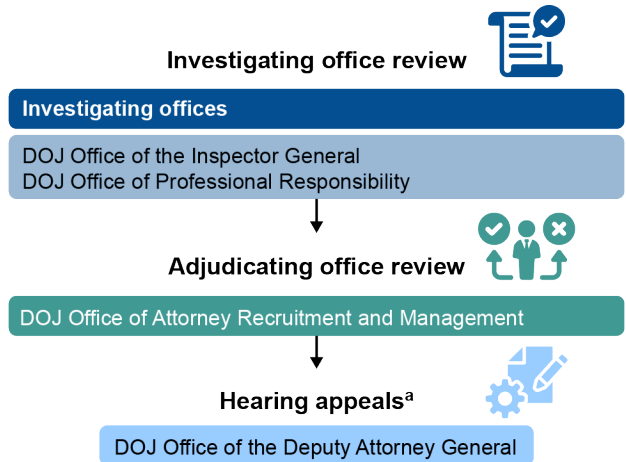 Investigating office review
Investigating offices
DOJ Office of the Inspector General
DOJ Office of Professional Responsibility
Adjudicating office review
DOJ Office of Attorney Recruitment and Management
Hearing appealsᵃ
DOJ Office of the Deputy Attorney General